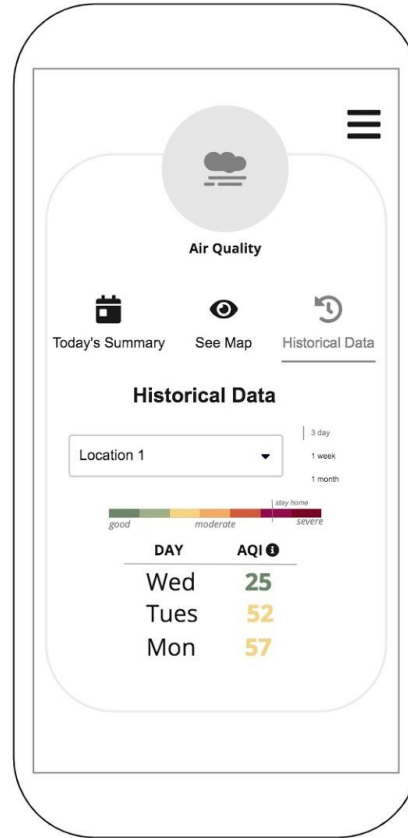 Air Quality
Today's Summary See Map Historical Data
Historical Data
Location 1
3 day
1 week
1 month
stay home
good moderate severe
DAY AQI
Wed 25
Tues 52
Mon 57